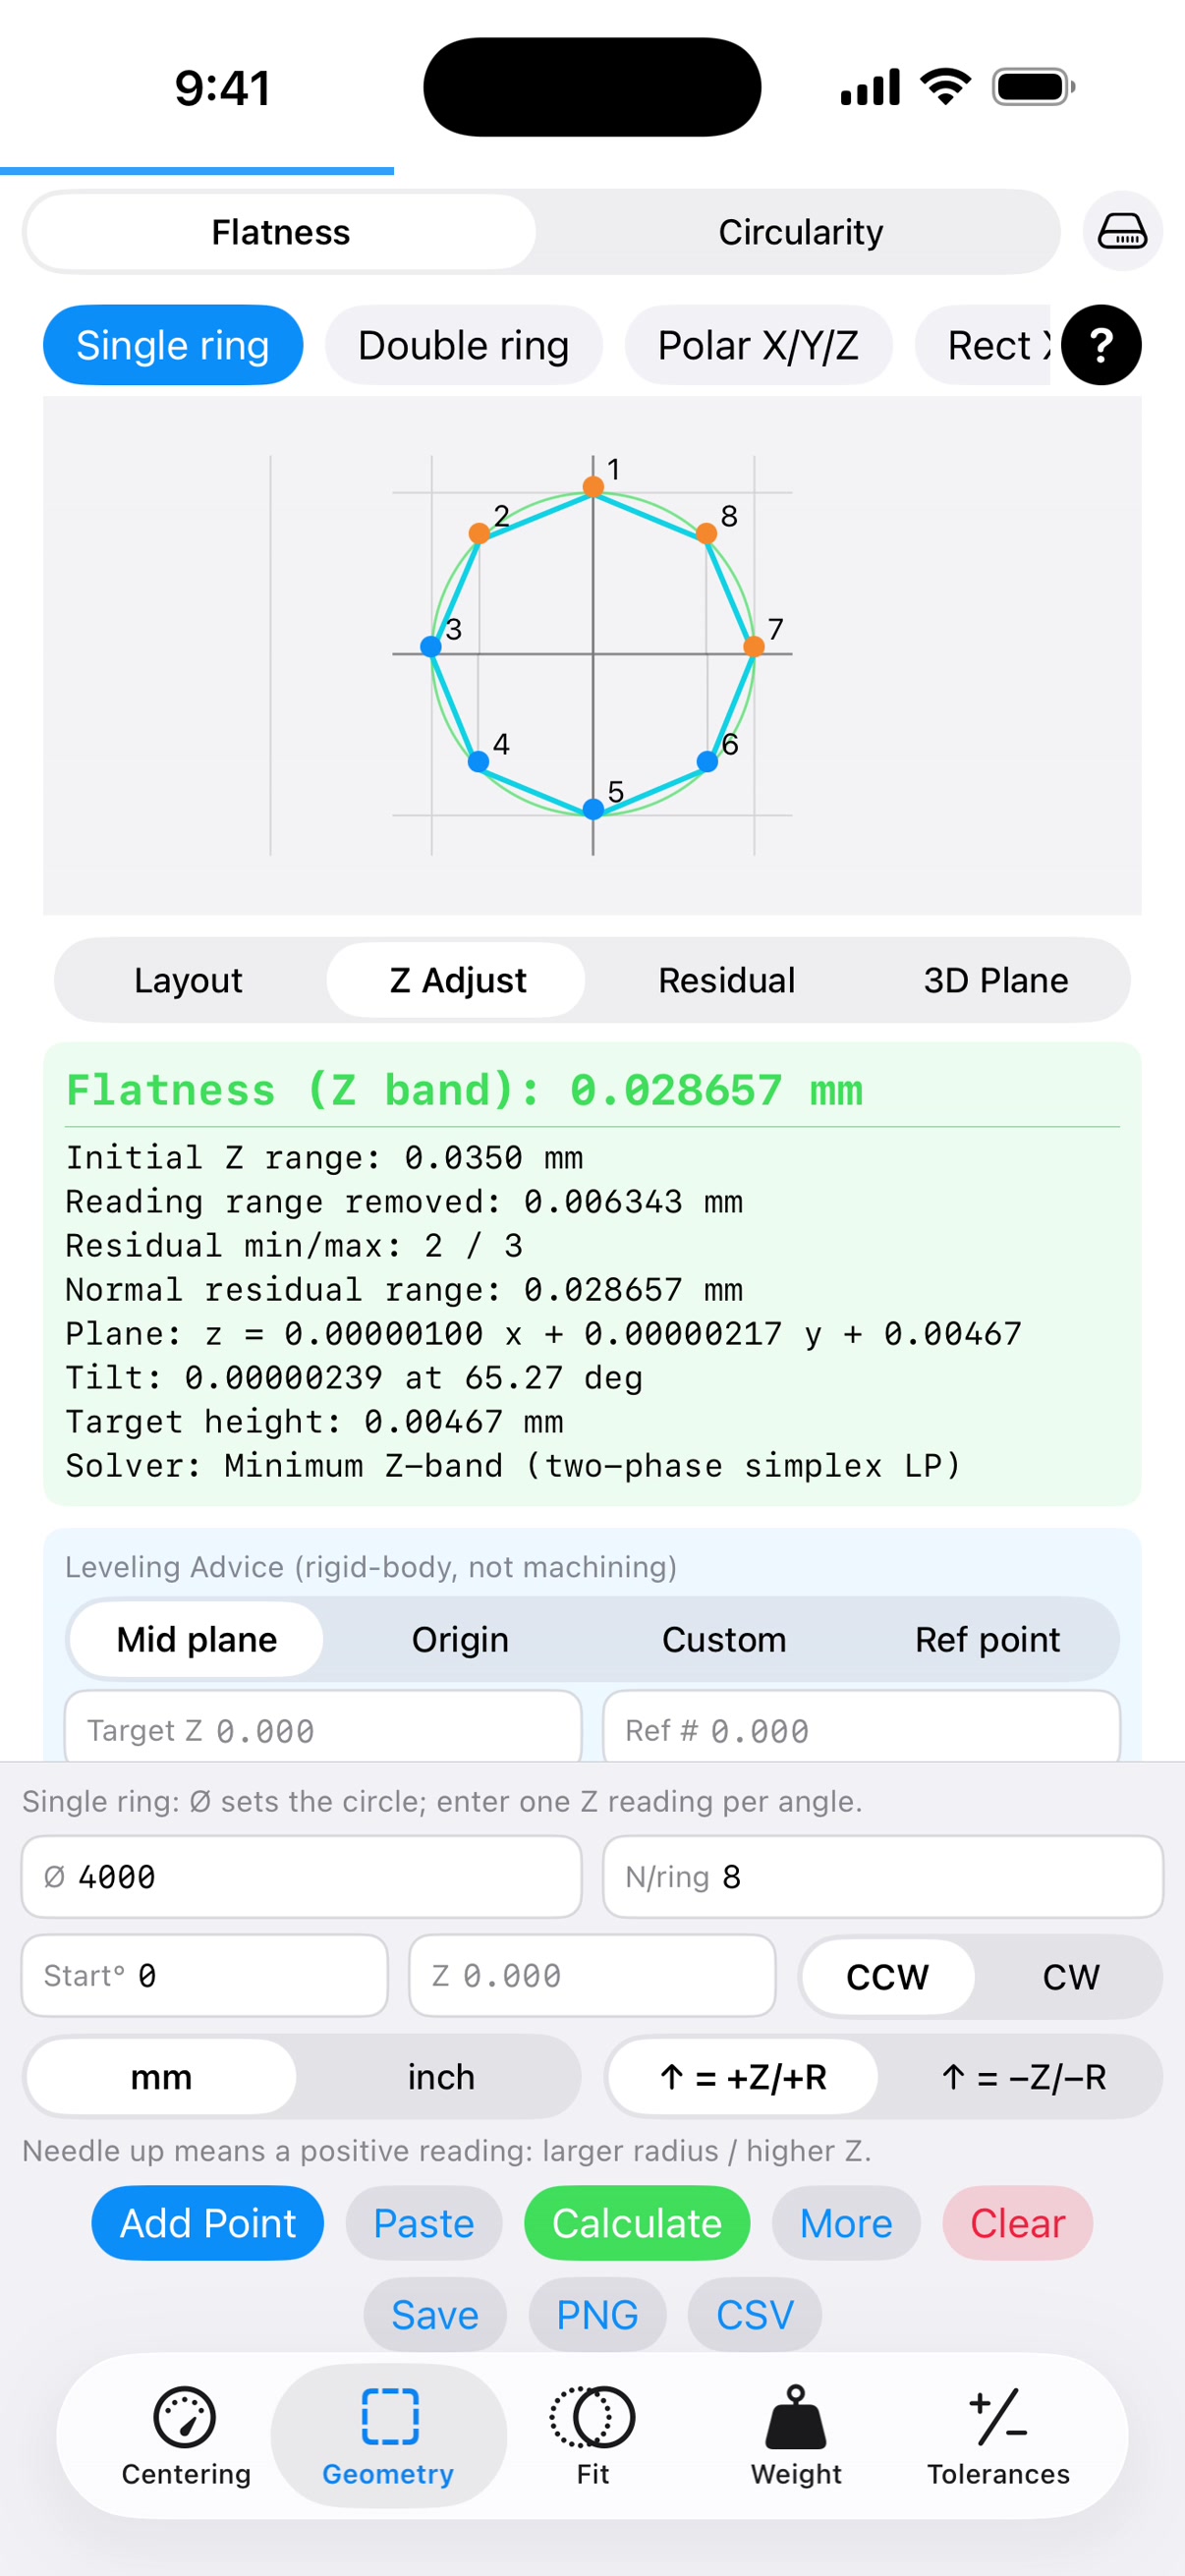 9:41
Flatness Circularity
Single ring Double ring Polar X/Y/Z Rect ?
1
2 8
3 7
4 6
5
Layout Z Adjust Residual 3D Plane
Flatness (Z band): 0.028657 mm
Initial Z range: 0.0350 mm
Reading range removed: 0.006343 mm
Residual min/max: 2 / 3
Normal residual range: 0.028657 mm
Plane: z = 0.00000100 x + 0.00000217 y + 0.00467
Tilt: 0.00000239 at 65.27 deg
Target height: 0.00467 mm
Solver: Minimum Z-band (two-phase simplex LP)
Leveling Advice (rigid-body, not machining)
Mid plane Origin Custom Ref point
Target Z 0.000 Ref # 0.000
Single ring: Ø sets the circle; enter one Z reading per angle.
Ø 4000 N/ring 8
Start° 0 Z 0.000 CCW CW
mm inch ↑ = +Z/+R ↑ = –Z/–R
Needle up means a positive reading: larger radius / higher Z.
Add Point Paste Calculate More Clear
Save PNG CSV
Centering Geometry Fit Weight Tolerances